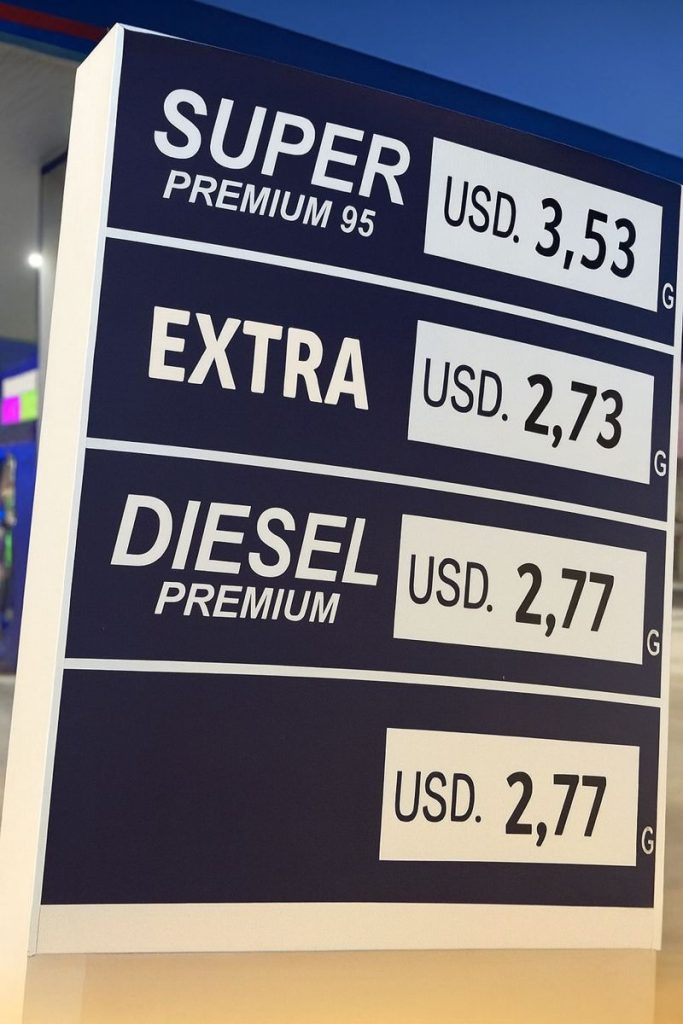 SUPER
PREMIUM 95
USD. 3,53
G
EXTRA
USD. 2,73
G
DIESEL
PREMIUM
USD. 2,77
G
USD. 2,77
G